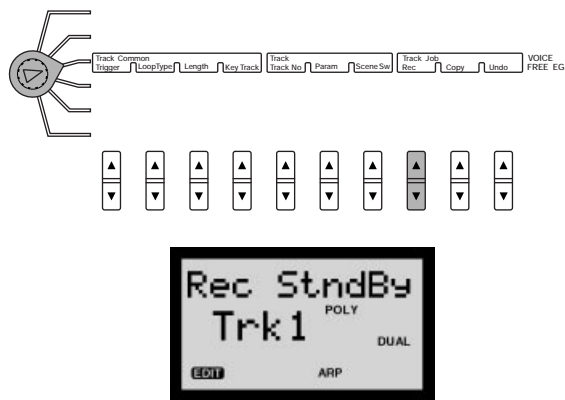 Track Common Track Track Job VOICE
Trigger LoopType Length Key Track Track No Param Scene Sw Rec Copy Undo FREE EG
Rec StndBy
POLY
Trk1
DUAL
EDIT ARP